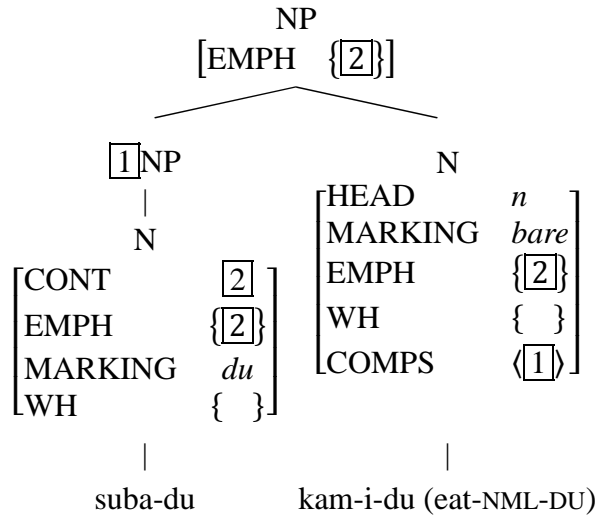 NP
[EMPH {2}]
1 NP N
N
[CONT 2
EMPH {2}
MARKING du
WH { }]
[HEAD n
MARKING bare
EMPH {2}
WH { }
COMPS ⟨1⟩]
suba-du kam-i-du (eat-NML-DU)